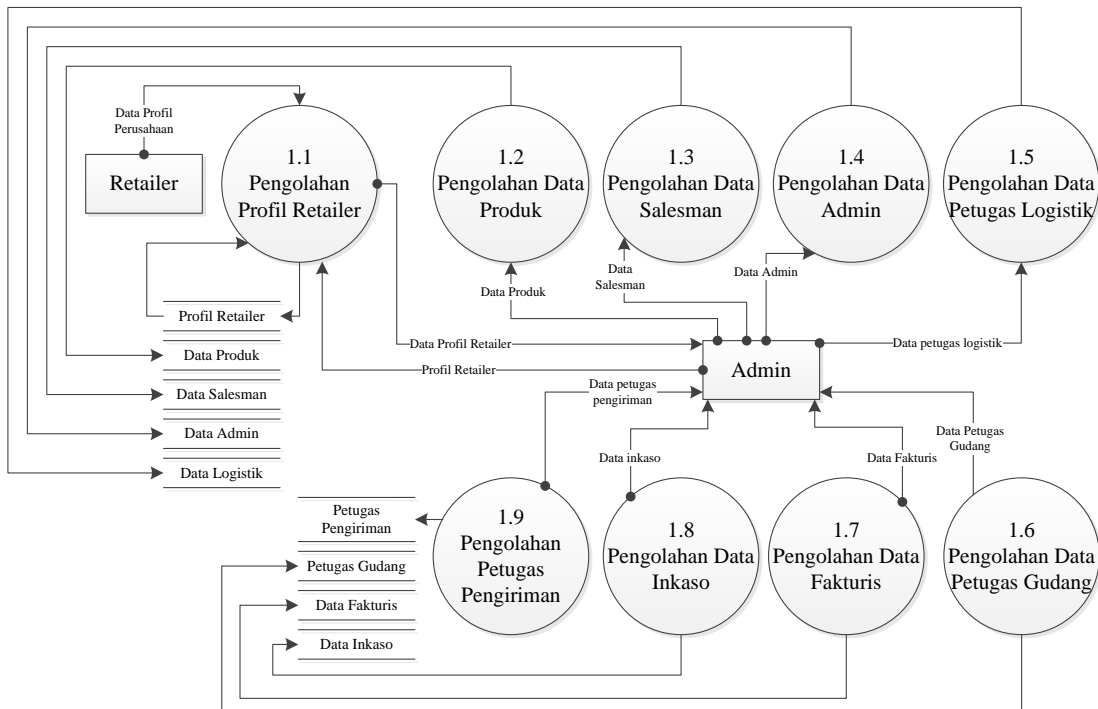 Data Profil
Perusahaan
Retailer
1.1
Pengolahan
Profil Retailer
1.2
Pengolahan Data
Produk
1.3
Pengolahan Data
Salesman
1.4
Pengolahan Data
Admin
1.5
Pengolahan Data
Petugas Logistik
Data Produk
Data
Salesman
Data Admin
Profil Retailer
Data Produk
Data Salesman
Data Admin
Data Logistik
Data Profil Retailer
Profil Retailer
Admin
Data petugas logistik
Data petugas
pengiriman
Data inkaso
Data Fakturis
Data Petugas
Gudang
Petugas
Pengiriman
Petugas Gudang
Data Fakturis
Data Inkaso
1.9
Pengolahan
Petugas
Pengiriman
1.8
Pengolahan Data
Inkaso
1.7
Pengolahan Data
Fakturis
1.6
Pengolahan Data
Petugas Gudang